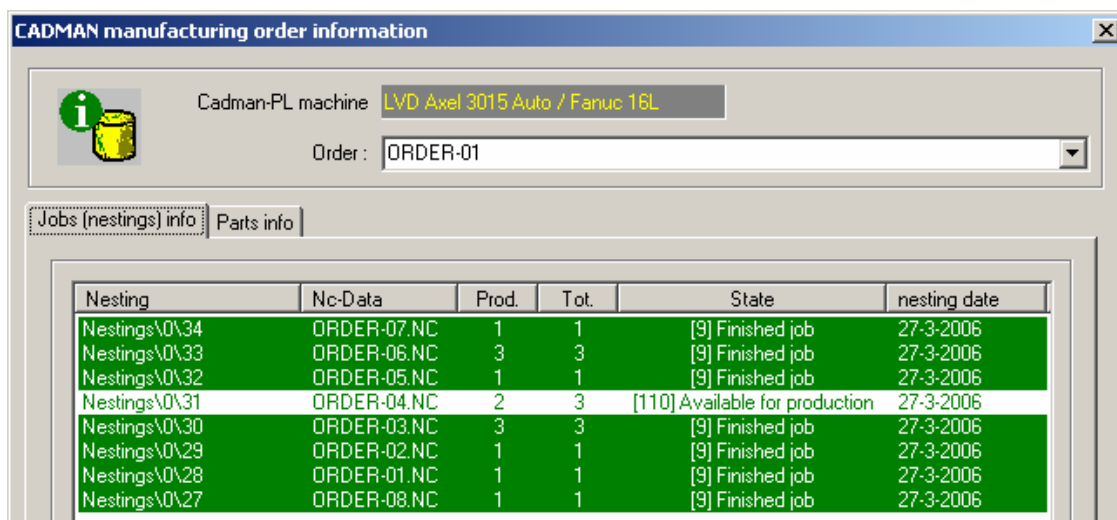 CADMAN manufacturing order information
Cadman-PL machine LVD Axel 3015 Auto / Fanuc 16L
Order : ORDER-01
Jobs (nestings) info Parts info
Nesting Nc-Data Prod. Tot. State nesting date
Nestings\0\34 ORDER-07.NC 1 1 [9] Finished job 27-3-2006
Nestings\0\33 ORDER-06.NC 3 3 [9] Finished job 27-3-2006
Nestings\0\32 ORDER-05.NC 1 1 [9] Finished job 27-3-2006
Nestings\0\31 ORDER-04.NC 2 3 [110] Available for production 27-3-2006
Nestings\0\30 ORDER-03.NC 3 3 [9] Finished job 27-3-2006
Nestings\0\29 ORDER-02.NC 1 1 [9] Finished job 27-3-2006
Nestings\0\28 ORDER-01.NC 1 1 [9] Finished job 27-3-2006
Nestings\0\27 ORDER-08.NC 1 1 [9] Finished job 27-3-2006